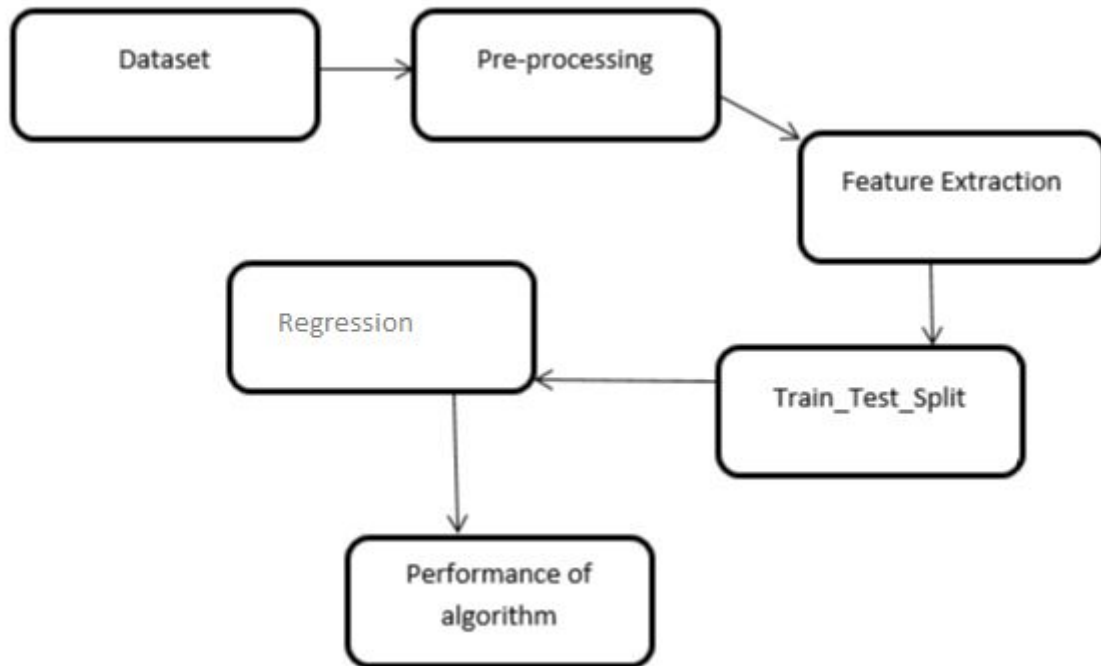 Dataset
Pre-processing
Feature Extraction
Train_Test_Split
Regression
Performance of
algorithm